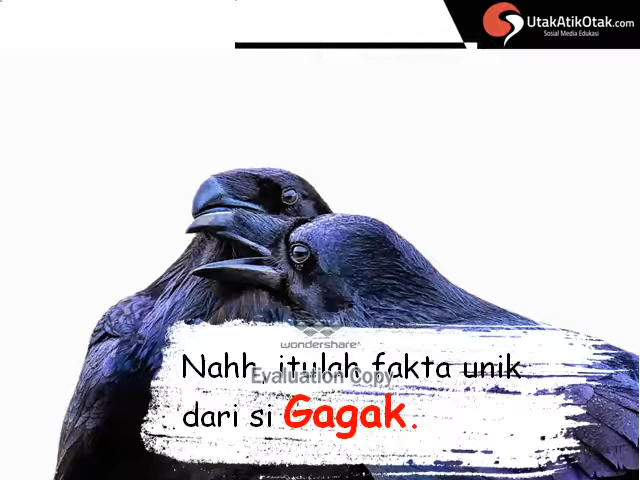 UtakAtikOtak.com
Sosial Media Edukasi
wondershare
Nahh, itulah fakta unik
Evaluation Copy
dari si Gagak.